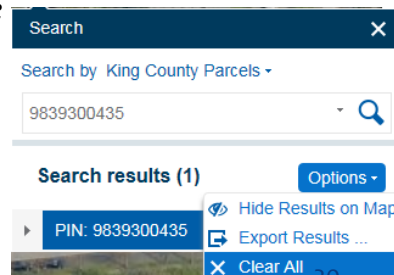 Search
Search by King County Parcels
9839300435
Search results (1)
Options
Hide Results on Map
PIN: 9839300435
Export Results ...
Clear All